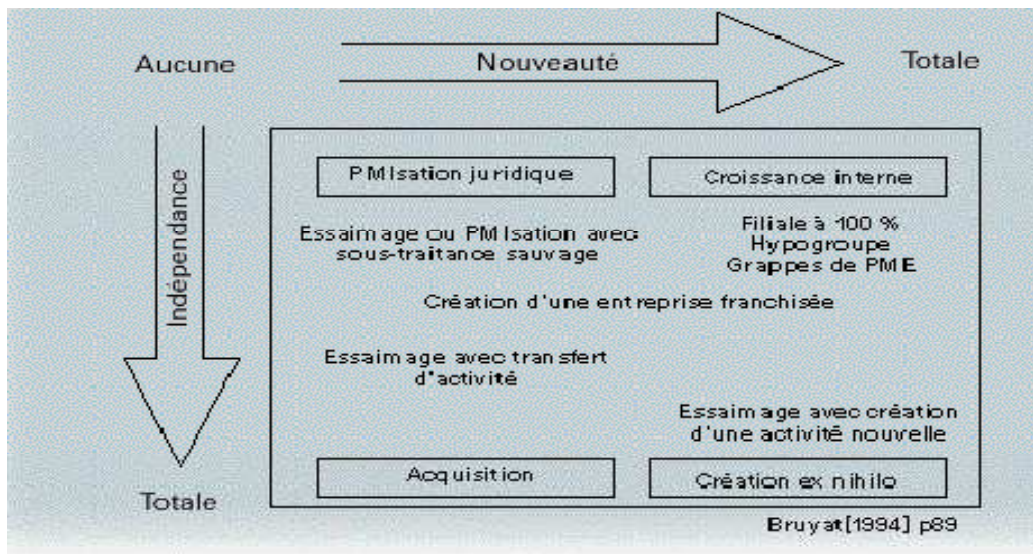 Aucune
Nouveauté
Totale
Indépendance
PMIsation juridique
Croissance interne
Essaimage ou PMIsation avec
sous-traitance sauvage
Filiale à 100 %
Hypogroupe
Grappes de PME
Création d'une entreprise franchisée
Essaimage avec transfert
d'activité
Essaimage avec création
d'une activité nouvelle
Acquisition
Création ex nihilo
Totale
Bruyat[1994] p89